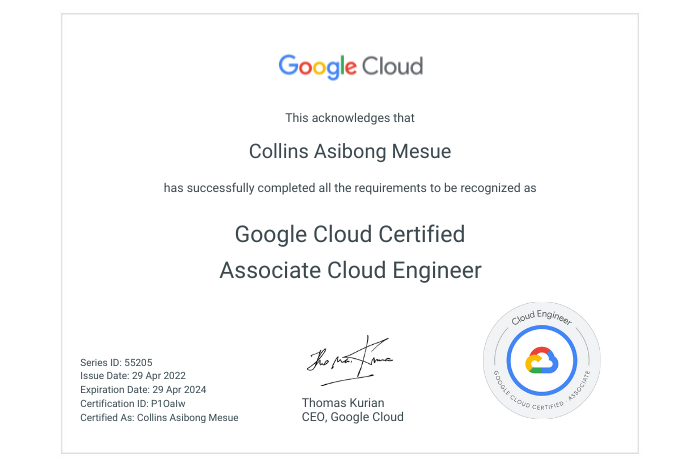 Google Cloud
This acknowledges that
Collins Asibong Mesue
has successfully completed all the requirements to be recognized as
Google Cloud Certified
Associate Cloud Engineer
Series ID: 55205
Issue Date: 29 Apr 2022
Expiration Date: 29 Apr 2024
Certification ID: P1OaIw
Certified As: Collins Asibong Mesue
Thomas Kurian
CEO, Google Cloud
Cloud Engineer
GOOGLE CLOUD CERTIFIED · ASSOCIATE